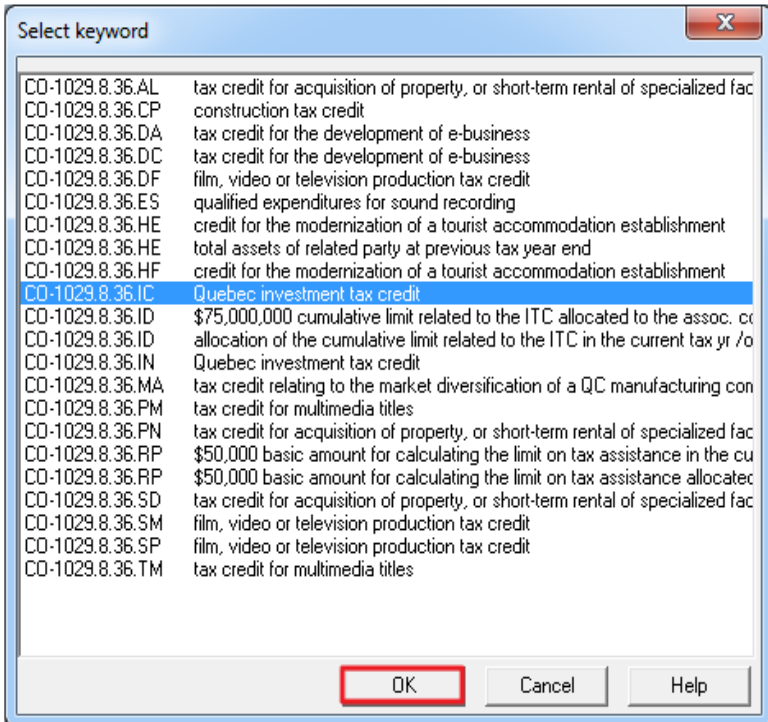 Select keyword
CO-1029.8.36.AL tax credit for acquisition of property, or short-term rental of specialized fac
CO-1029.8.36.CP construction tax credit
CO-1029.8.36.DA tax credit for the development of e-business
CO-1029.8.36.DC tax credit for the development of e-business
CO-1029.8.36.DF film, video or television production tax credit
CO-1029.8.36.ES qualified expenditures for sound recording
CO-1029.8.36.HE credit for the modernization of a tourist accommodation establishment
CO-1029.8.36.HE total assets of related party at previous tax year end
CO-1029.8.36.HF credit for the modernization of a tourist accommodation establishment
CO-1029.8.36.IC Quebec investment tax credit
CO-1029.8.36.ID $75,000,000 cumulative limit related to the ITC allocated to the assoc. co
CO-1029.8.36.ID allocation of the cumulative limit related to the ITC in the current tax yr /o
CO-1029.8.36.IN Quebec investment tax credit
CO-1029.8.36.MA tax credit relating to the market diversification of a QC manufacturing con
CO-1029.8.36.PM tax credit for multimedia titles
CO-1029.8.36.PN tax credit for acquisition of property, or short-term rental of specialized fac
CO-1029.8.36.RP $50,000 basic amount for calculating the limit on tax assistance in the cu
CO-1029.8.36.RP $50,000 basic amount for calculating the limit on tax assistance allocated
CO-1029.8.36.SD tax credit for acquisition of property, or short-term rental of specialized fac
CO-1029.8.36.SM film, video or television production tax credit
CO-1029.8.36.SP film, video or television production tax credit
CO-1029.8.36.TM tax credit for multimedia titles
OK Cancel Help